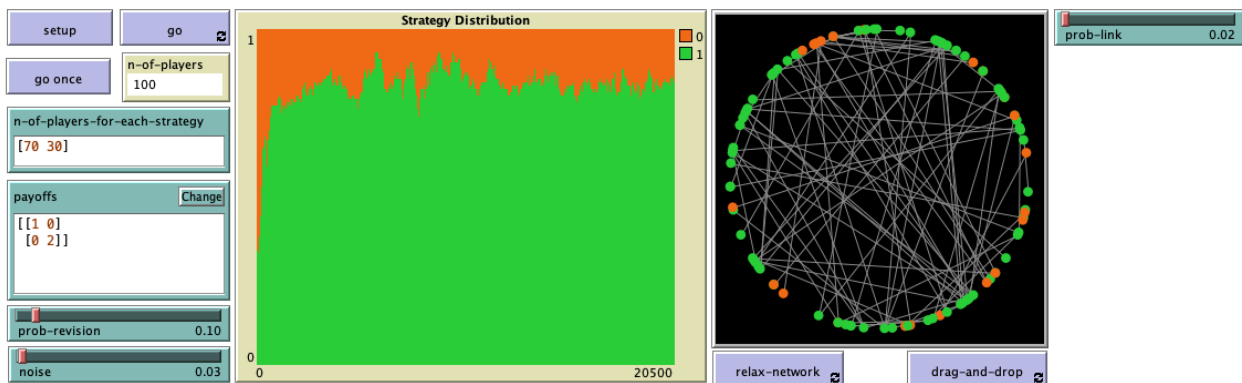 setup
go
go once
n-of-players
100
n-of-players-for-each-strategy
[70 30]
payoffs
Change
[[1 0]
[0 2]]
prob-revision 0.10
noise 0.03
Strategy Distribution
1
0
0
20500
0
1
relax-network
drag-and-drop
prob-link 0.02